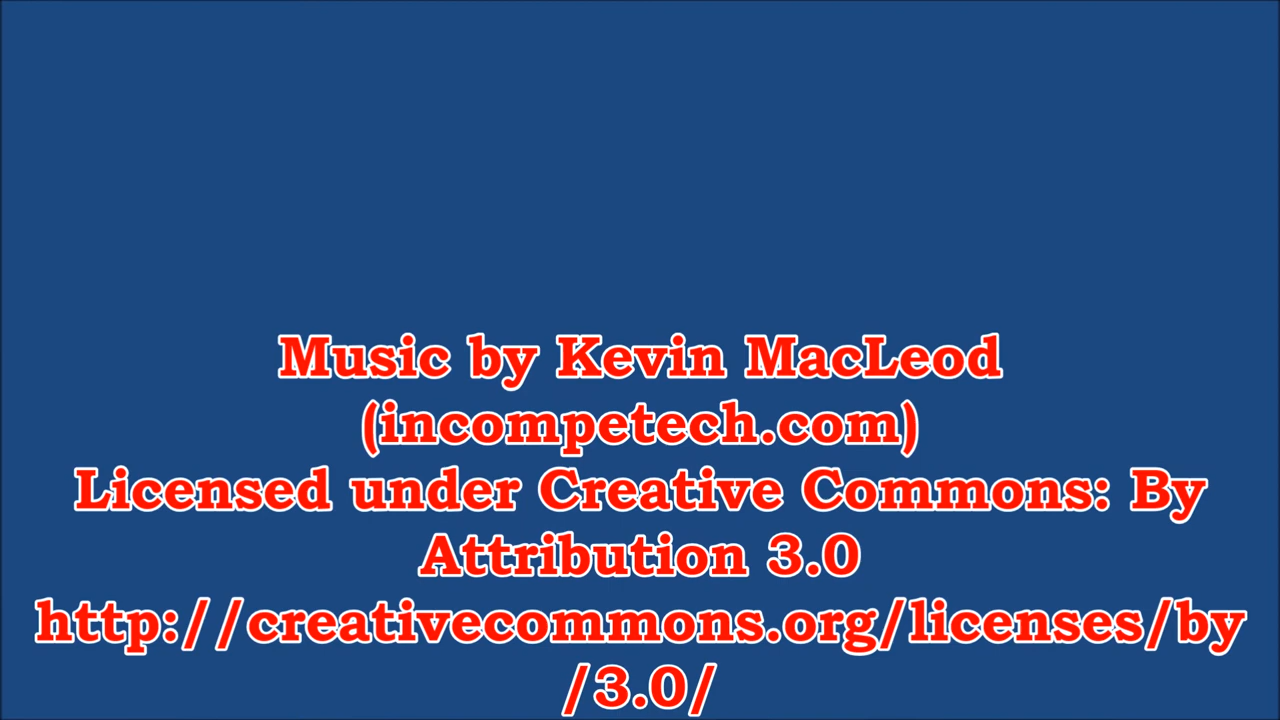 Music by Kevin MacLeod
(incompetech.com)
Licensed under Creative Commons: By
Attribution 3.0
http://creativecommons.org/licenses/by
/3.0/